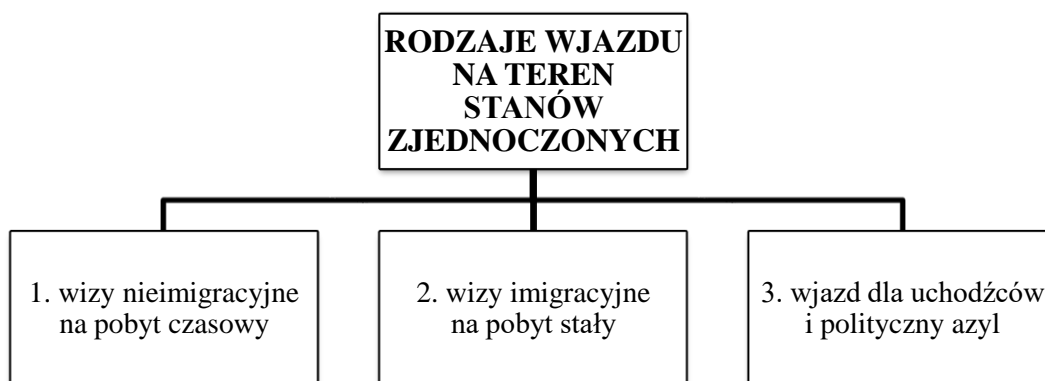 RODZAJE WJAZDU
NA TEREN
STANÓW
ZJEDNOCZONYCH
1. wizy nieimigracyjne
na pobyt czasowy
2. wizy imigracyjne
na pobyt stały
3. wjazd dla uchodźców
i polityczny azyl